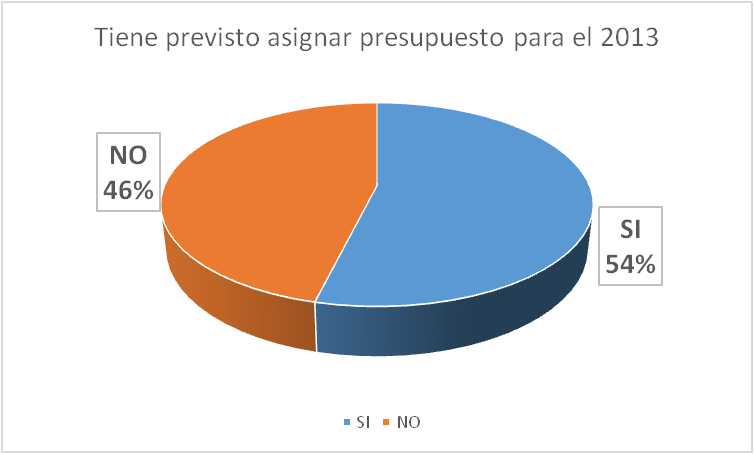 Tiene previsto asignar presupuesto para el 2013
NO
46%
SI
54%
SI NO